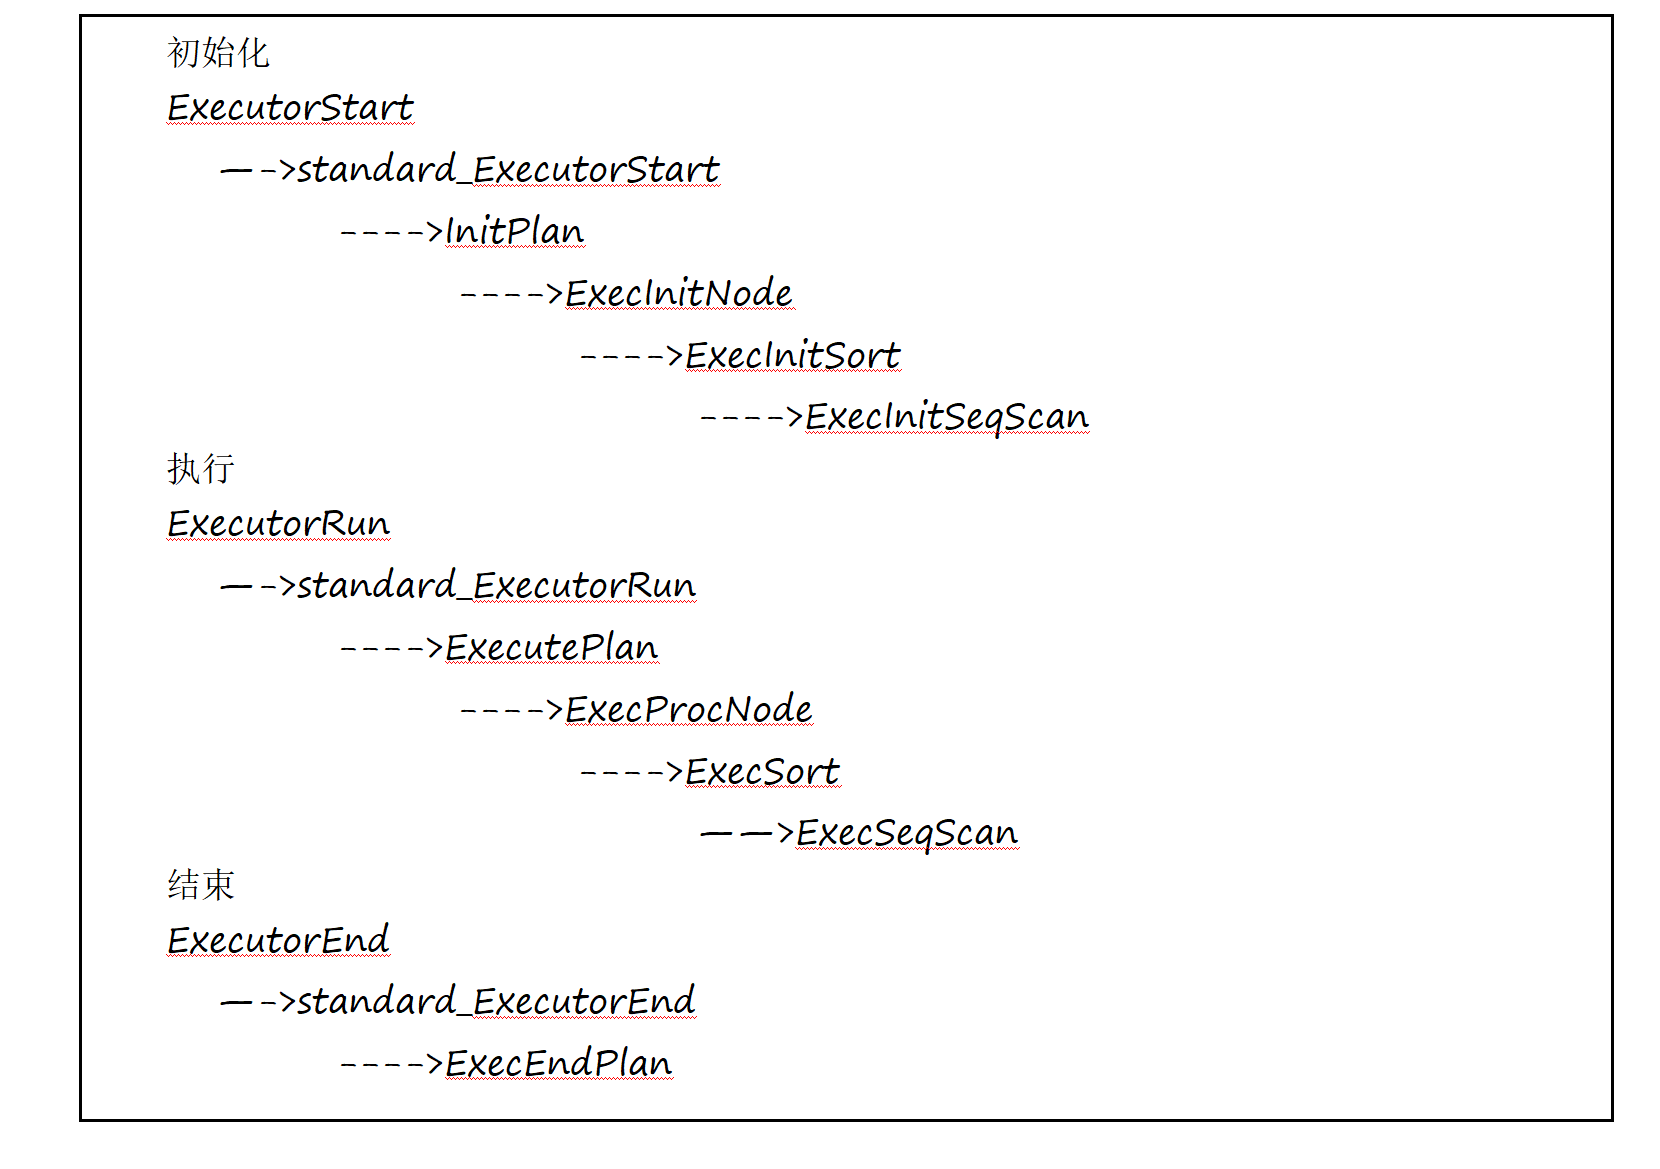 初始化
ExecutorStart
—->standard_ExecutorStart
---->InitPlan
---->ExecInitNode
---->ExecInitSort
---->ExecInitSeqScan
执行
ExecutorRun
—->standard_ExecutorRun
---->ExecutePlan
---->ExecProcNode
---->ExecSort
——>ExecSeqScan
结束
ExecutorEnd
—->standard_ExecutorEnd
---->ExecEndPlan